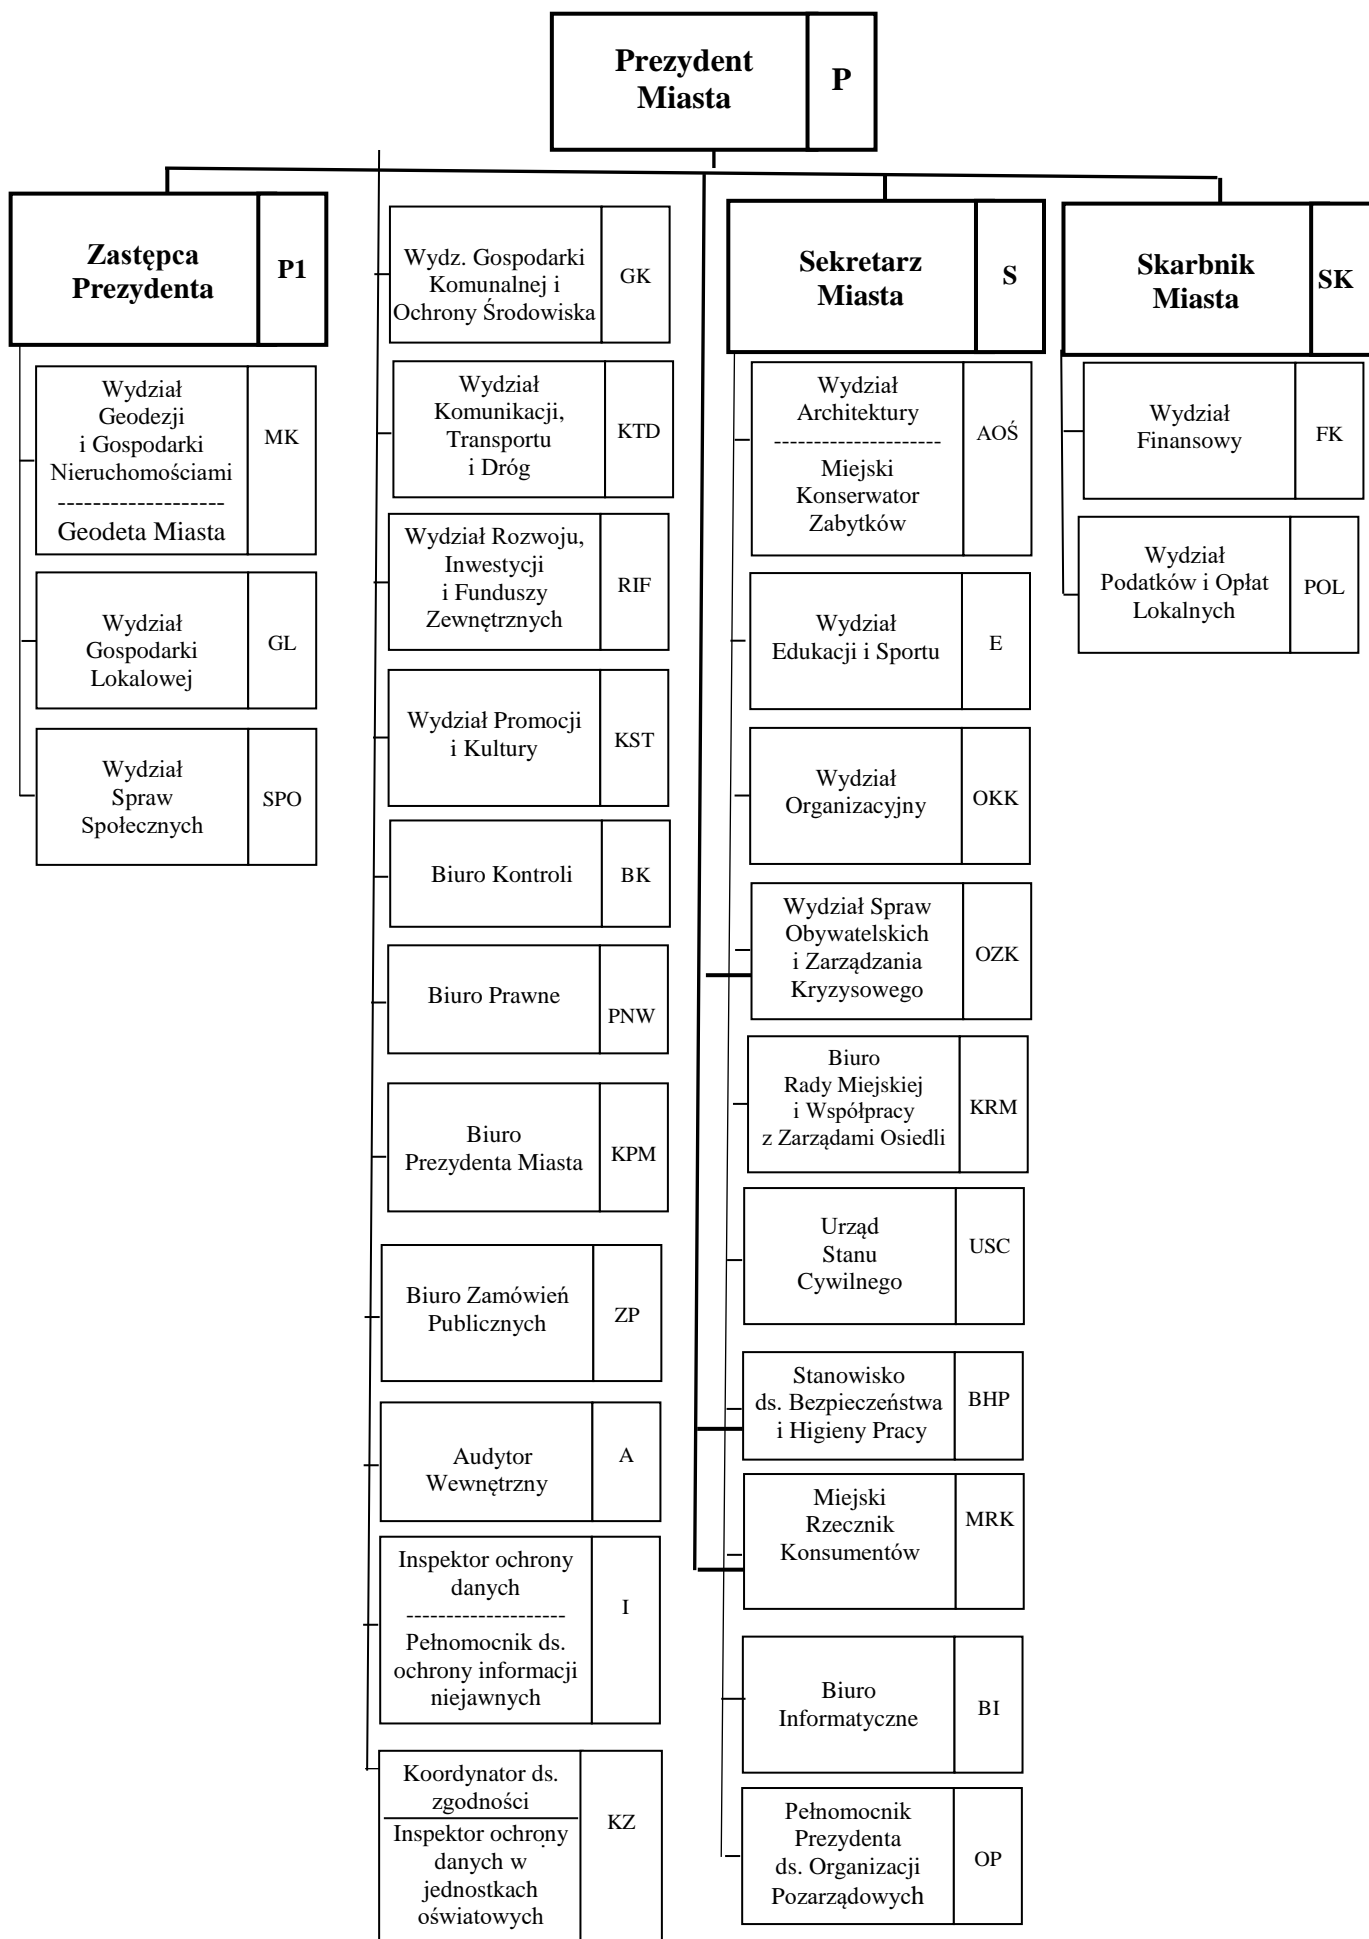 Prezydent
Miasta
P
Zastępca
Prezydenta
P1
Wydział
Geodezji
i Gospodarki
Nieruchomościami
---------------------
Geodeta Miasta
MK
Wydział
Gospodarki
Lokalowej
GL
Wydział
Spraw
Społecznych
SPO
Wydz. Gospodarki
Komunalnej i
Ochrony Środowiska
GK
Wydział
Komunikacji,
Transportu
i Dróg
KTD
Wydział Rozwoju,
Inwestycji
i Funduszy
Zewnętrznych
RIF
Wydział Promocji
i Kultury
KST
Biuro Kontroli
BK
Biuro Prawne
PNW
Biuro
Prezydenta Miasta
KPM
Biuro Zamówień
Publicznych
ZP
Audytor
Wewnętrzny
A
Inspektor ochrony
danych
--------------------
Pełnomocnik ds.
ochrony informacji
niejawnych
I
Koordynator ds.
zgodności
Inspektor ochrony
danych w
jednostkach
oświatowych
KZ
Sekretarz
Miasta
S
Wydział
Architektury
---------------------
Miejski
Konserwator
Zabytków
AOŚ
Wydział
Edukacji i Sportu
E
Wydział
Organizacyjny
OKK
Wydział Spraw
Obywatelskich
i Zarządzania
Kryzysowego
OZK
Biuro
Rady Miejskiej
i Współpracy
z Zarządami Osiedli
KRM
Urząd
Stanu
Cywilnego
USC
Stanowisko
ds. Bezpieczeństwa
i Higieny Pracy
BHP
Miejski
Rzecznik
Konsumentów
MRK
Biuro
Informatyczne
BI
Pełnomocnik
Prezydenta
ds. Organizacji
Pozarządowych
OP
Skarbnik
Miasta
SK
Wydział
Finansowy
FK
Wydział
Podatków i Opłat
Lokalnych
POL